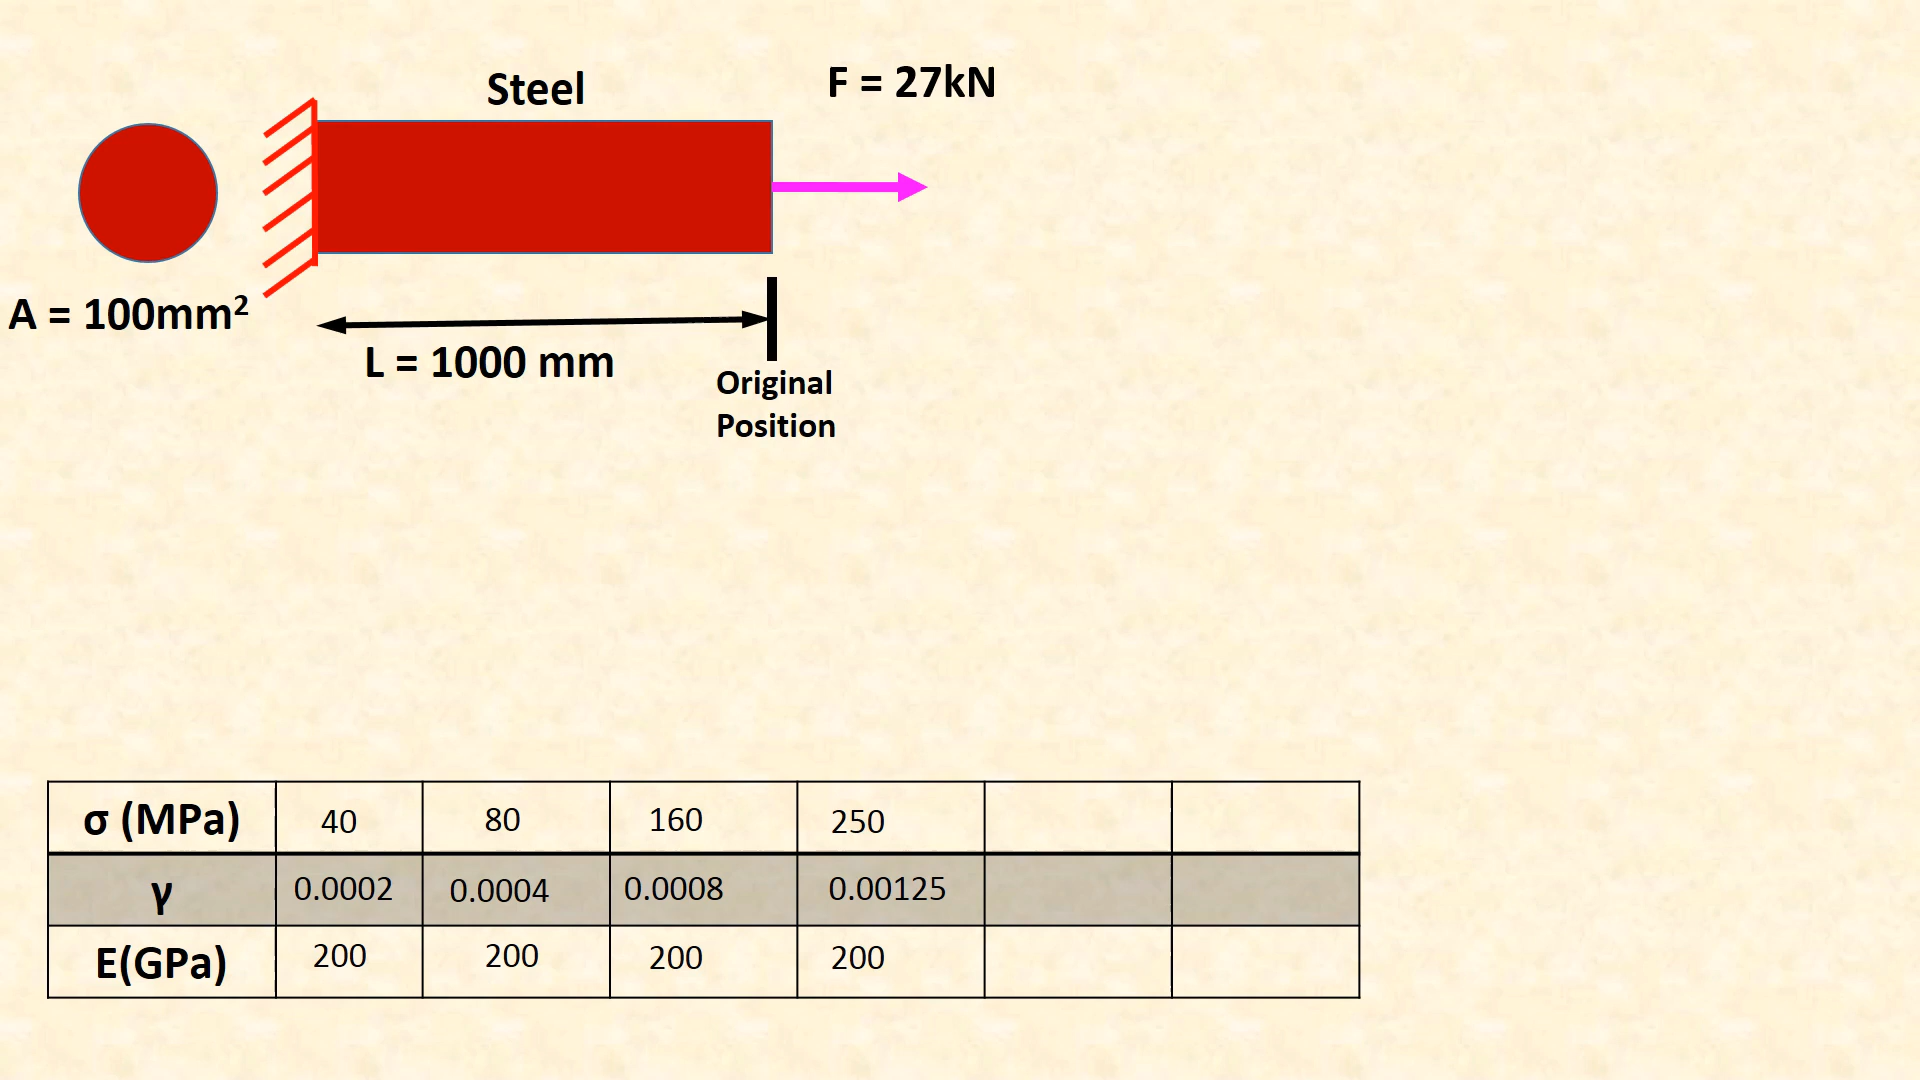 Steel
F = 27kN
A = 100mm²
L = 1000 mm
Original
Position
σ (MPa) 40 80 160 250
γ 0.0002 0.0004 0.0008 0.00125
E(GPa) 200 200 200 200